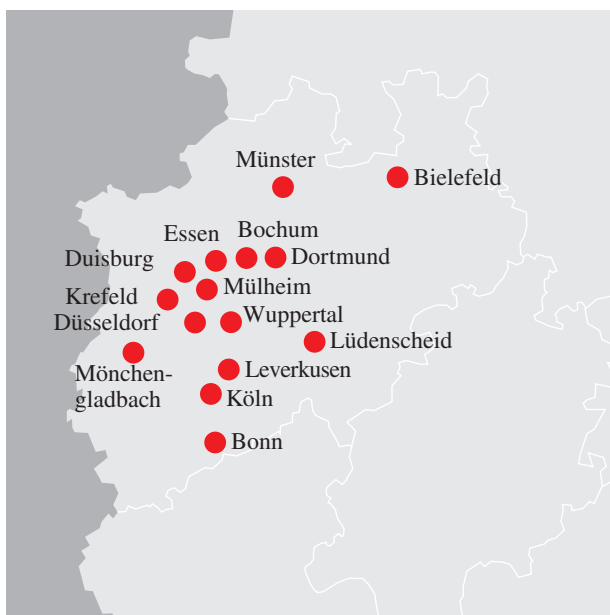 Münster
Bielefeld
Essen
Bochum
Duisburg
Dortmund
Krefeld
Mülheim
Düsseldorf
Wuppertal
Lüdenscheid
Mönchen-
gladbach
Leverkusen
Köln
Bonn